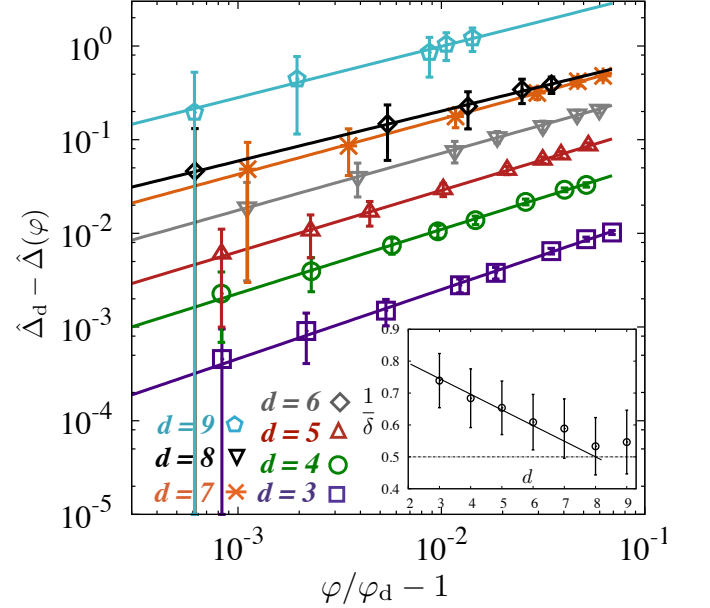 10^0
10^-1
10^-2
10^-3
10^-4
10^-5
Δ̂_d − Δ̂(φ)
d = 9
d = 8
d = 7
d = 6
d = 5
d = 4
d = 3
0.9
0.8
0.7
0.6
0.5
0.4
1/δ
d
2 3 4 5 6 7 8 9
10^-3 10^-2 10^-1
φ/φ_d − 1